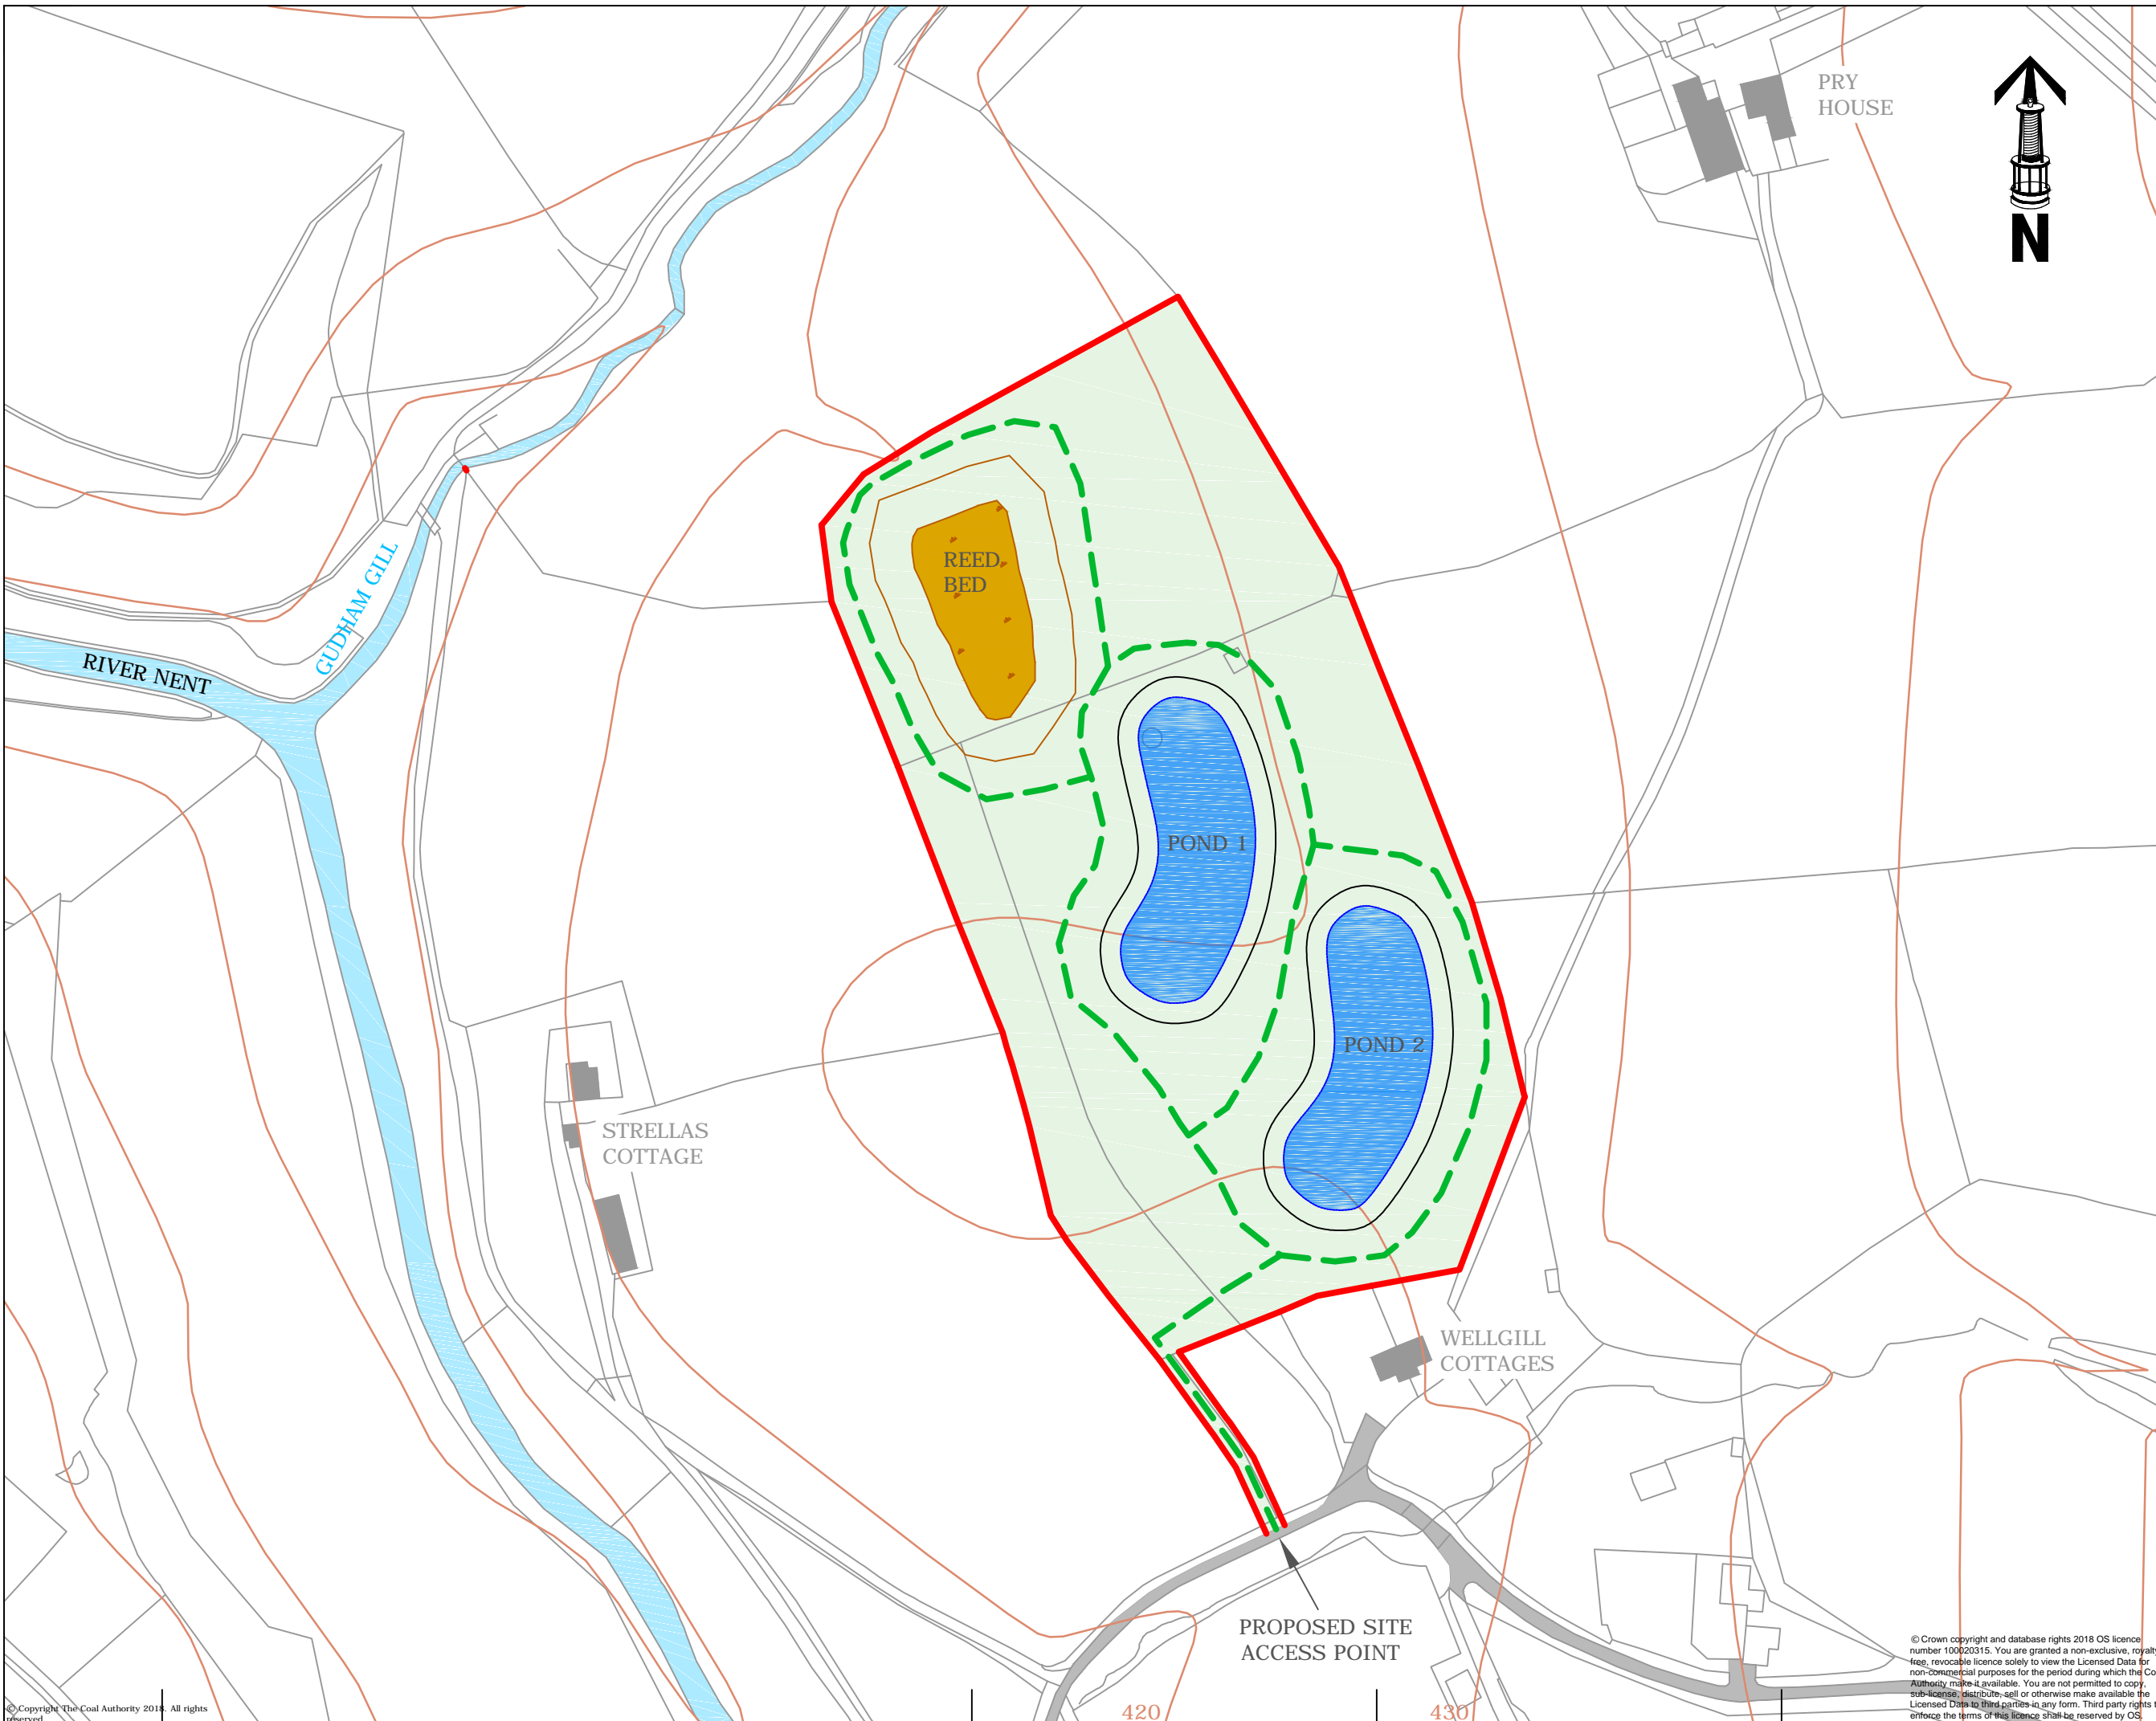 PRY
HOUSE
N
REED
BED
GUDHAM GILL
RIVER NENT
POND 1
POND 2
STRELLAS
COTTAGE
WELLGILL
COTTAGES
PROPOSED SITE
ACCESS POINT
420
430
© Copyright The Coal Authority 2018. All rights
reserved
© Crown copyright and database rights 2018 OS licence
number 100020315. You are granted a non-exclusive, royalty
free, revocable licence solely to view the Licensed Data for
non-commercial purposes for the period during which the Co
Authority make it available. You are not permitted to copy,
sub-license, distribute, sell or otherwise make available the
Licensed Data to third parties in any form. Third party rights t
enforce the terms of this licence shall be reserved by OS.